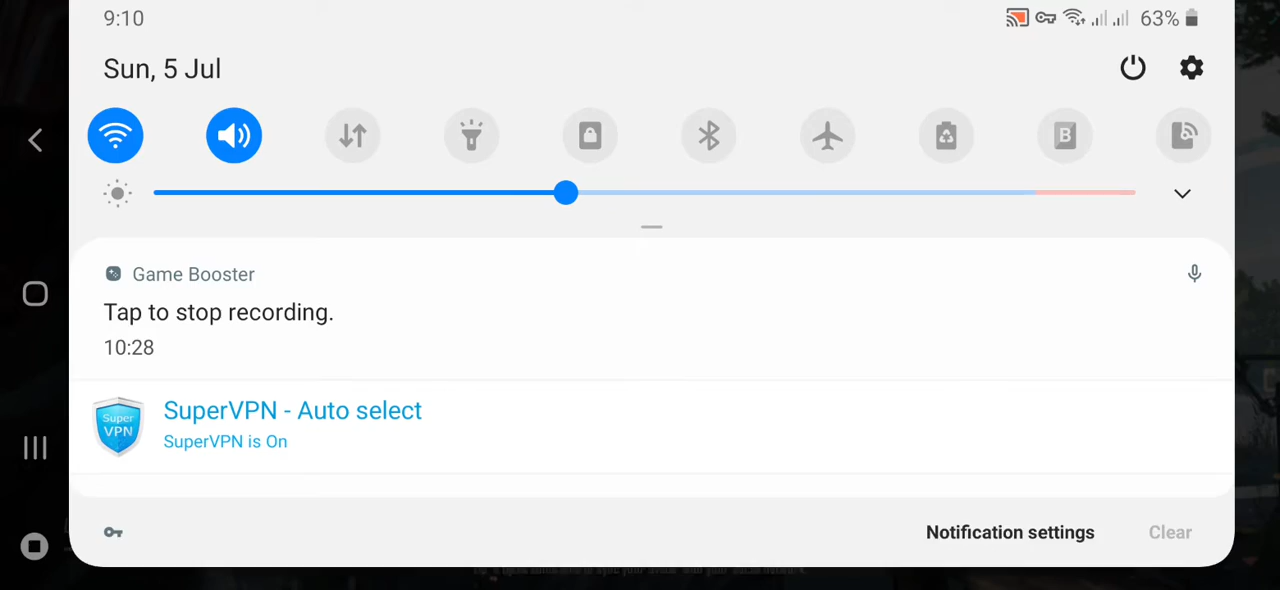 9:10
63%
Sun, 5 Jul
B
Game Booster
Tap to stop recording.
10:28
Super
VPN
SuperVPN - Auto select
SuperVPN is On
Notification settings
Clear